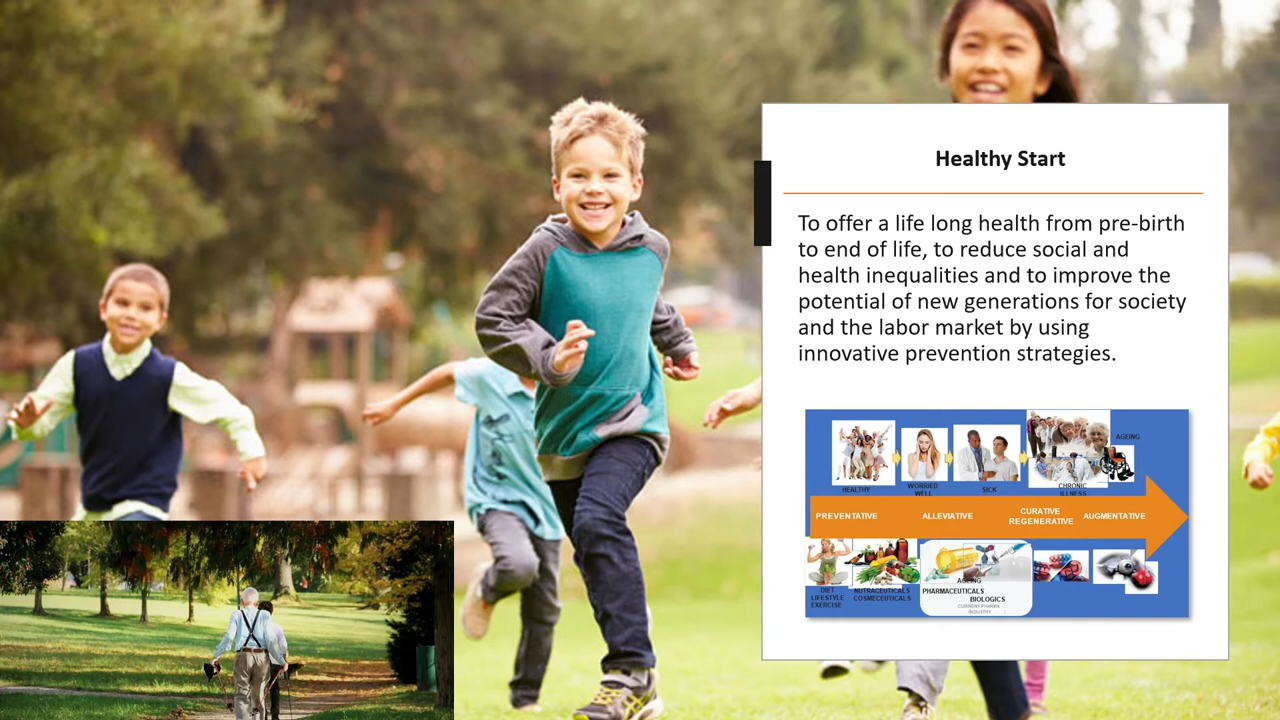 Healthy Start
To offer a life long health from pre-birth
to end of life, to reduce social and
health inequalities and to improve the
potential of new generations for society
and the labor market by using
innovative prevention strategies.
AGEING
HEALTHY
WORRIED
WELL
SICK
CHRONIC
ILLNESS
PREVENTATIVE
ALLEVIATIVE
CURATIVE
REGENERATIVE
AUGMENTATIVE
DIET
LIFESTYLE
EXERCISE
NUTRACEUTICALS
COSMECEUTICALS
AGEING
PHARMACEUTICALS
BIOLOGICS
CURRENT PHARMA
INDUSTRY